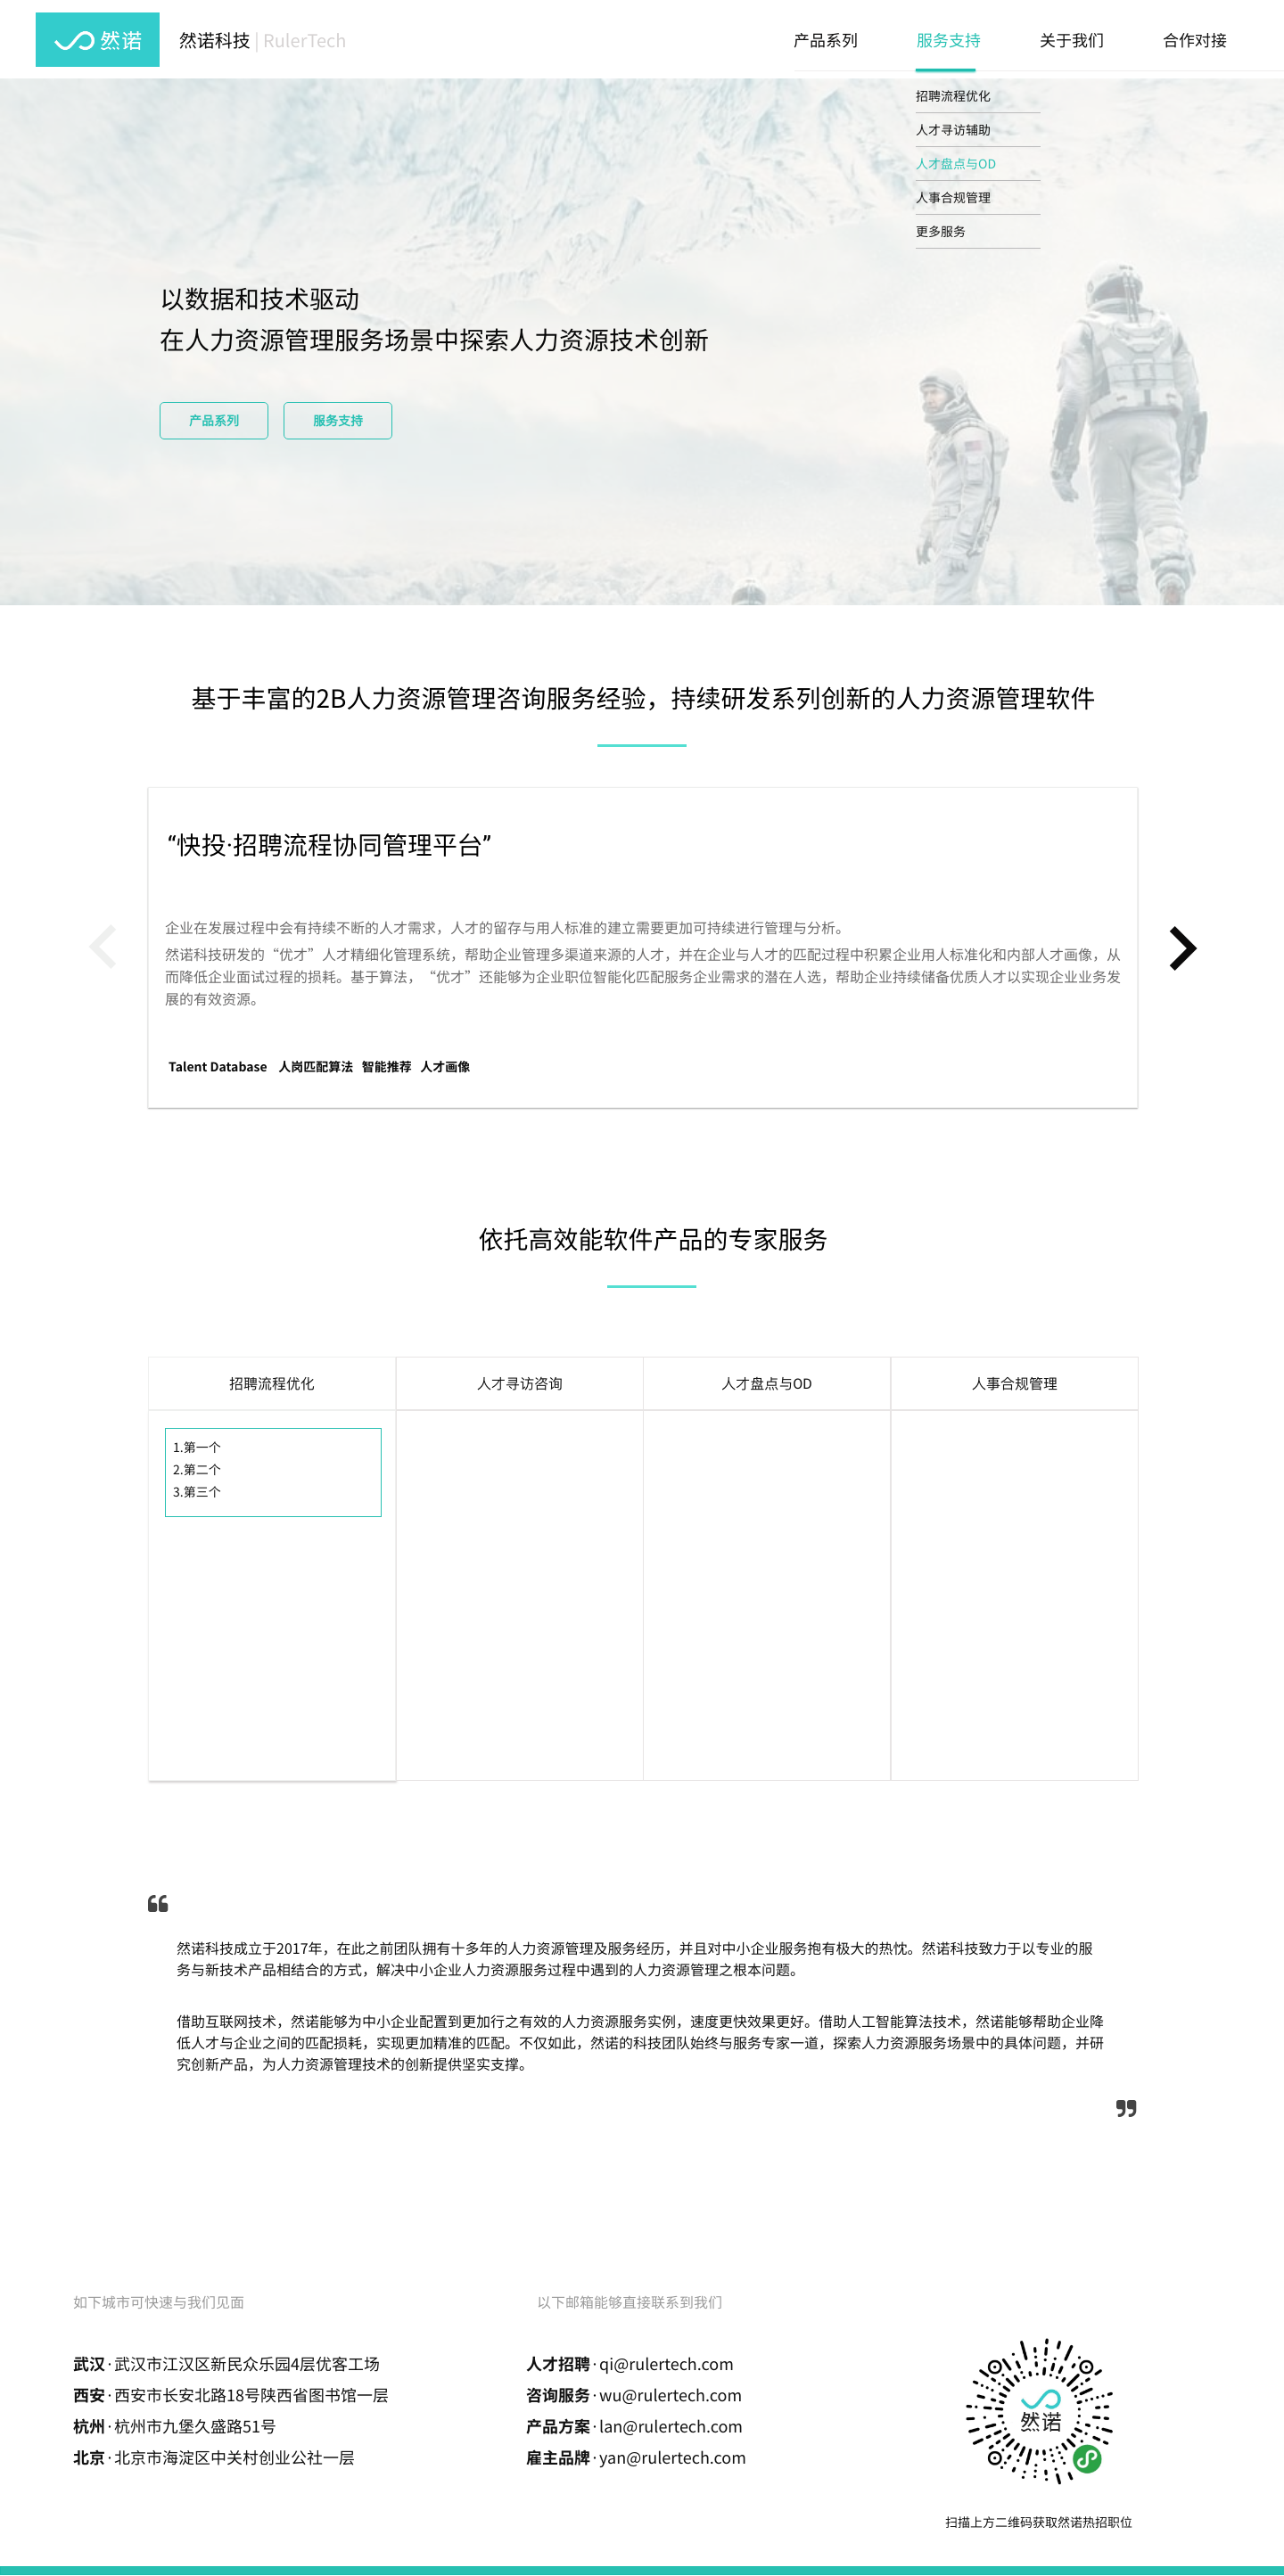 然诺
然诺科技 | RulerTech
产品系列 服务支持 关于我们 合作对接
招聘流程优化
人才寻访辅助
人才盘点与OD
人事合规管理
更多服务
以数据和技术驱动
在人力资源管理服务场景中探索人力资源技术创新
产品系列 服务支持
基于丰富的2B人力资源管理咨询服务经验，持续研发系列创新的人力资源管理软件
“快投·招聘流程协同管理平台”
企业在发展过程中会有持续不断的人才需求，人才的留存与用人标准的建立需要更加可持续进行管理与分析。
然诺科技研发的“优才”人才精细化管理系统，帮助企业管理多渠道来源的人才，并在企业与人才的匹配过程中积累企业用人标准化和内部人才画像，从
而降低企业面试过程的损耗。基于算法，“优才”还能够为企业职位智能化匹配服务企业需求的潜在人选，帮助企业持续储备优质人才以实现企业业务发
展的有效资源。
Talent Database 人岗匹配算法 智能推荐 人才画像
依托高效能软件产品的专家服务
招聘流程优化 人才寻访咨询 人才盘点与OD 人事合规管理
1.第一个
2.第二个
3.第三个
“
然诺科技成立于2017年，在此之前团队拥有十多年的人力资源管理及服务经历，并且对中小企业服务抱有极大的热忱。然诺科技致力于以专业的服
务与新技术产品相结合的方式，解决中小企业人力资源服务过程中遇到的人力资源管理之根本问题。
借助互联网技术，然诺能够为中小企业配置到更加行之有效的人力资源服务实例，速度更快效果更好。借助人工智能算法技术，然诺能够帮助企业降
低人才与企业之间的匹配损耗，实现更加精准的匹配。不仅如此，然诺的科技团队始终与服务专家一道，探索人力资源服务场景中的具体问题，并研
究创新产品，为人力资源管理技术的创新提供坚实支撑。
”
如下城市可快速与我们见面
武汉·武汉市江汉区新民众乐园4层优客工场
西安·西安市长安北路18号陕西省图书馆一层
杭州·杭州市九堡久盛路51号
北京·北京市海淀区中关村创业公社一层
以下邮箱能够直接联系到我们
人才招聘·qi@rulertech.com
咨询服务·wu@rulertech.com
产品方案·lan@rulertech.com
雇主品牌·yan@rulertech.com
然诺
扫描上方二维码获取然诺热招职位